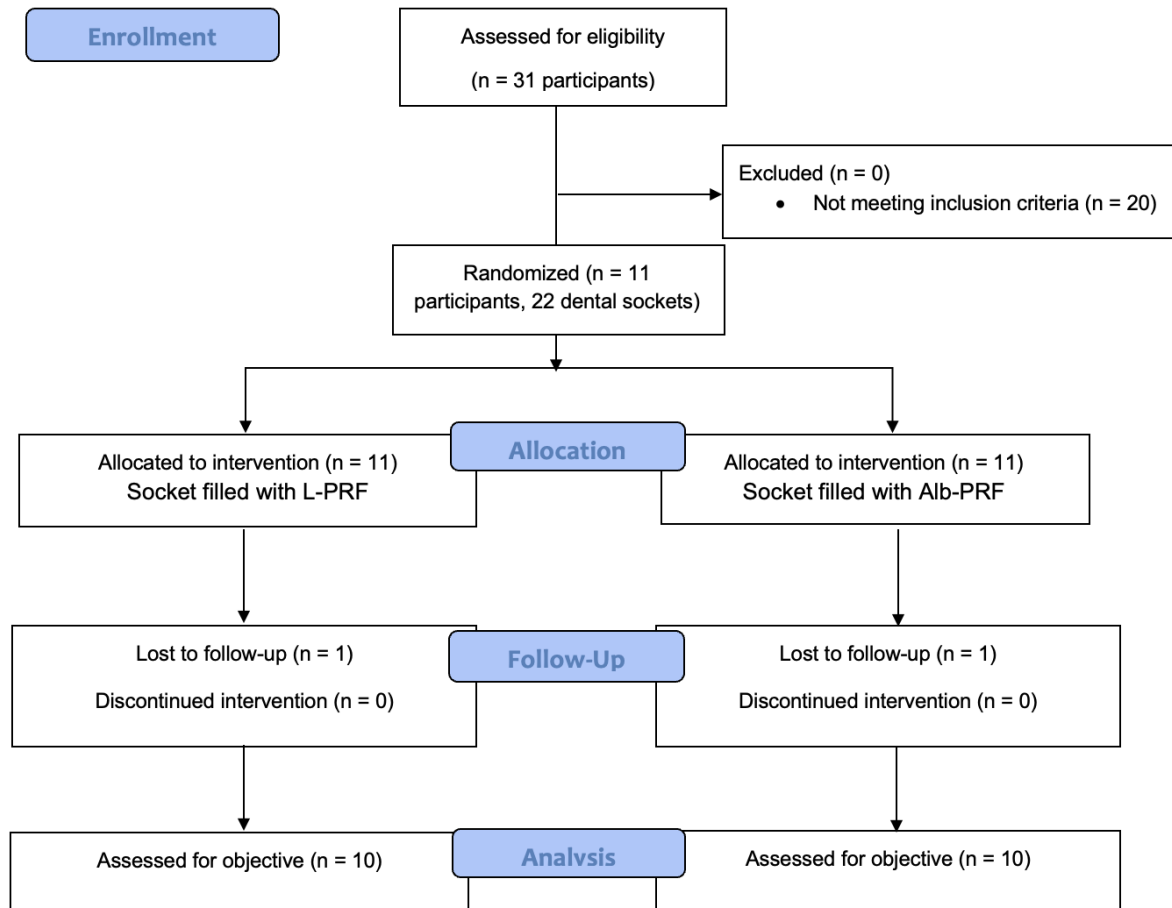 Enrollment
Assessed for eligibility
(n = 31 participants)
Excluded (n = 0)
• Not meeting inclusion criteria (n = 20)
Randomized (n = 11
participants, 22 dental sockets)
Allocation
Allocated to intervention (n = 11)
Socket filled with L-PRF
Allocated to intervention (n = 11)
Socket filled with Alb-PRF
Follow-Up
Lost to follow-up (n = 1)
Discontinued intervention (n = 0)
Lost to follow-up (n = 1)
Discontinued intervention (n = 0)
Analysis
Assessed for objective (n = 10)
Assessed for objective (n = 10)